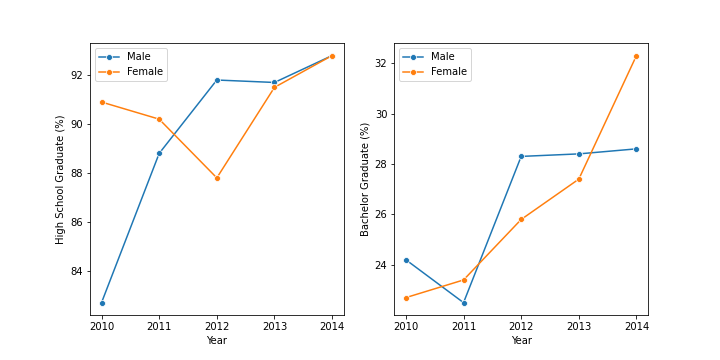 Male
Female
High School Graduate (%)
92
90
88
86
84
2010 2011 2012 2013 2014
Year
Male
Female
Bachelor Graduate (%)
32
30
28
26
24
2010 2011 2012 2013 2014
Year